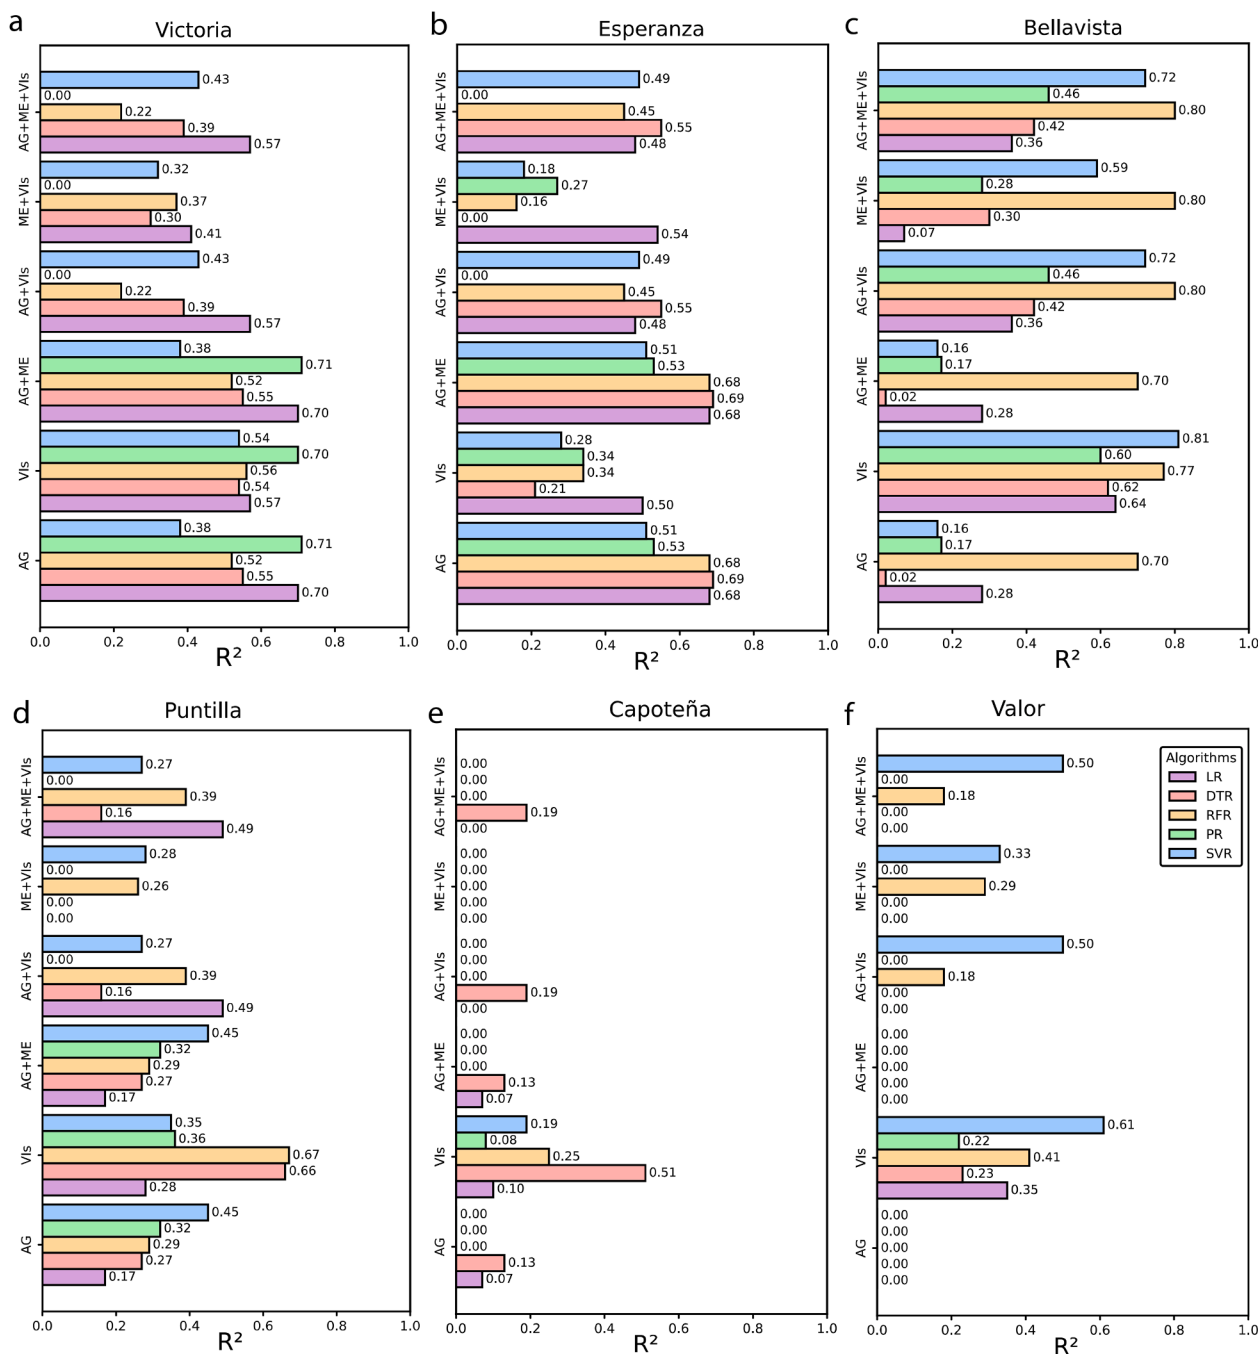 a
Victoria
AG+ME+VIs
0.43
0.00
0.22
0.39
0.57
ME+VIs
0.32
0.00
0.37
0.30
0.41
AG+VIs
0.43
0.00
0.22
0.39
0.57
AG+ME
0.38
0.71
0.52
0.55
0.70
VIs
0.54
0.70
0.56
0.54
0.57
AG
0.38
0.71
0.52
0.55
0.70
0.0 0.2 0.4 0.6 0.8 1.0
R²
b
Esperanza
AG+ME+VIs
0.49
0.00
0.45
0.55
0.48
ME+VIs
0.18
0.27
0.16
0.00
0.54
AG+VIs
0.49
0.00
0.45
0.55
0.48
AG+ME
0.51
0.53
0.68
0.69
0.68
VIs
0.28
0.34
0.34
0.21
0.50
AG
0.51
0.53
0.68
0.69
0.68
0.0 0.2 0.4 0.6 0.8 1.0
R²
c
Bellavista
AG+ME+VIs
0.72
0.46
0.80
0.42
0.36
ME+VIs
0.59
0.28
0.80
0.30
0.07
AG+VIs
0.72
0.46
0.80
0.42
0.36
AG+ME
0.16
0.17
0.70
0.02
0.28
VIs
0.81
0.60
0.77
0.62
0.64
AG
0.16
0.17
0.70
0.02
0.28
0.0 0.2 0.4 0.6 0.8 1.0
R²
d
Puntilla
AG+ME+VIs
0.27
0.00
0.39
0.16
0.49
ME+VIs
0.28
0.00
0.26
0.00
0.00
AG+VIs
0.27
0.00
0.39
0.16
0.49
AG+ME
0.45
0.32
0.29
0.27
0.17
VIs
0.35
0.36
0.67
0.66
0.28
AG
0.45
0.32
0.29
0.27
0.17
0.0 0.2 0.4 0.6 0.8 1.0
R²
e
Capoteña
AG+ME+VIs
0.00
0.00
0.00
0.19
0.00
ME+VIs
0.00
0.00
0.00
0.00
0.00
AG+VIs
0.00
0.00
0.00
0.19
0.00
AG+ME
0.00
0.00
0.00
0.13
0.07
VIs
0.19
0.08
0.25
0.51
0.10
AG
0.00
0.00
0.00
0.13
0.07
0.0 0.2 0.4 0.6 0.8 1.0
R²
f
Valor
Algorithms
LR
DTR
RFR
PR
SVR
AG+ME+VIs
0.50
0.00
0.18
0.00
0.00
ME+VIs
0.33
0.00
0.29
0.00
0.00
AG+VIs
0.50
0.00
0.18
0.00
0.00
AG+ME
0.00
0.00
0.00
0.00
0.00
VIs
0.61
0.22
0.41
0.23
0.35
AG
0.00
0.00
0.00
0.00
0.00
0.0 0.2 0.4 0.6 0.8 1.0
R²